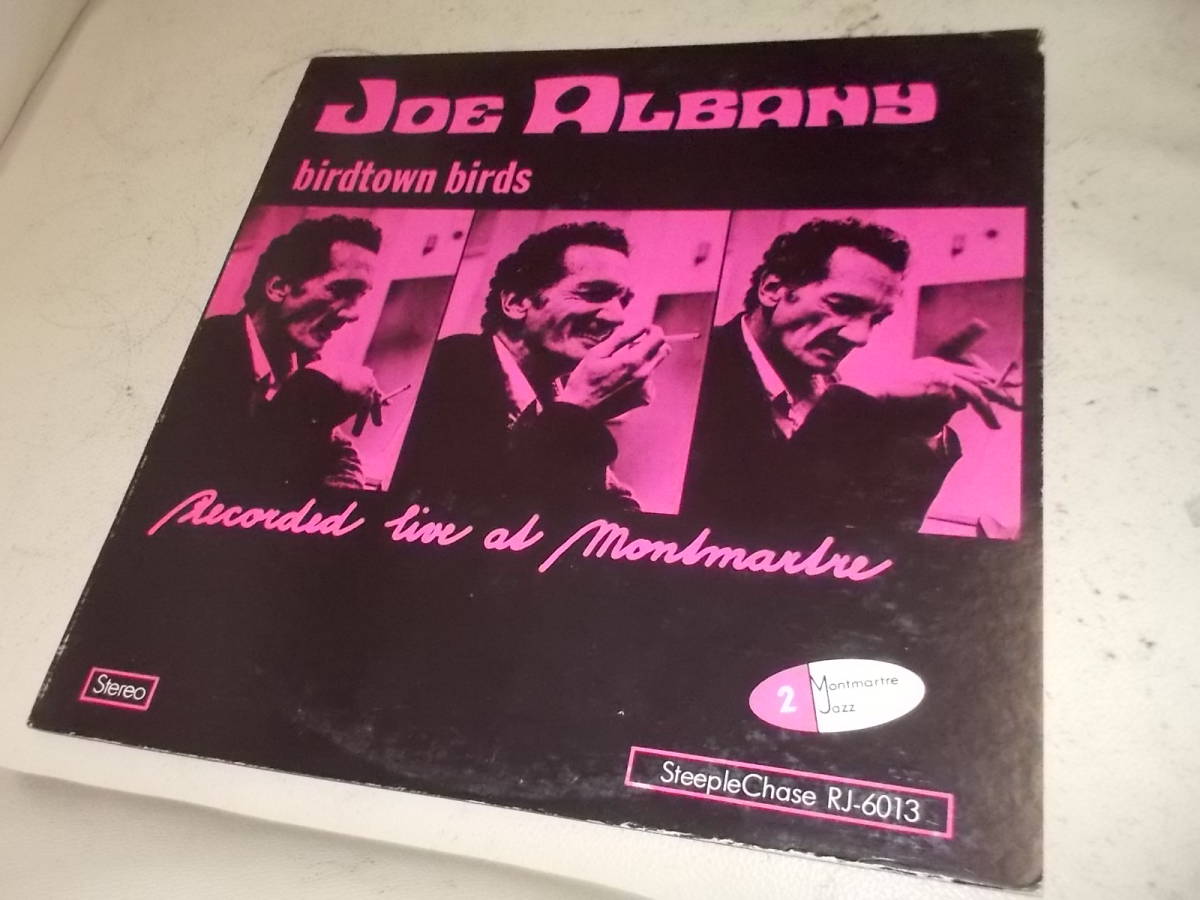 JOE ALBANY
birdtown birds
Recorded live at Montmartre
Stereo
2 Montmartre
Jazz
SteepleChase RJ-6013